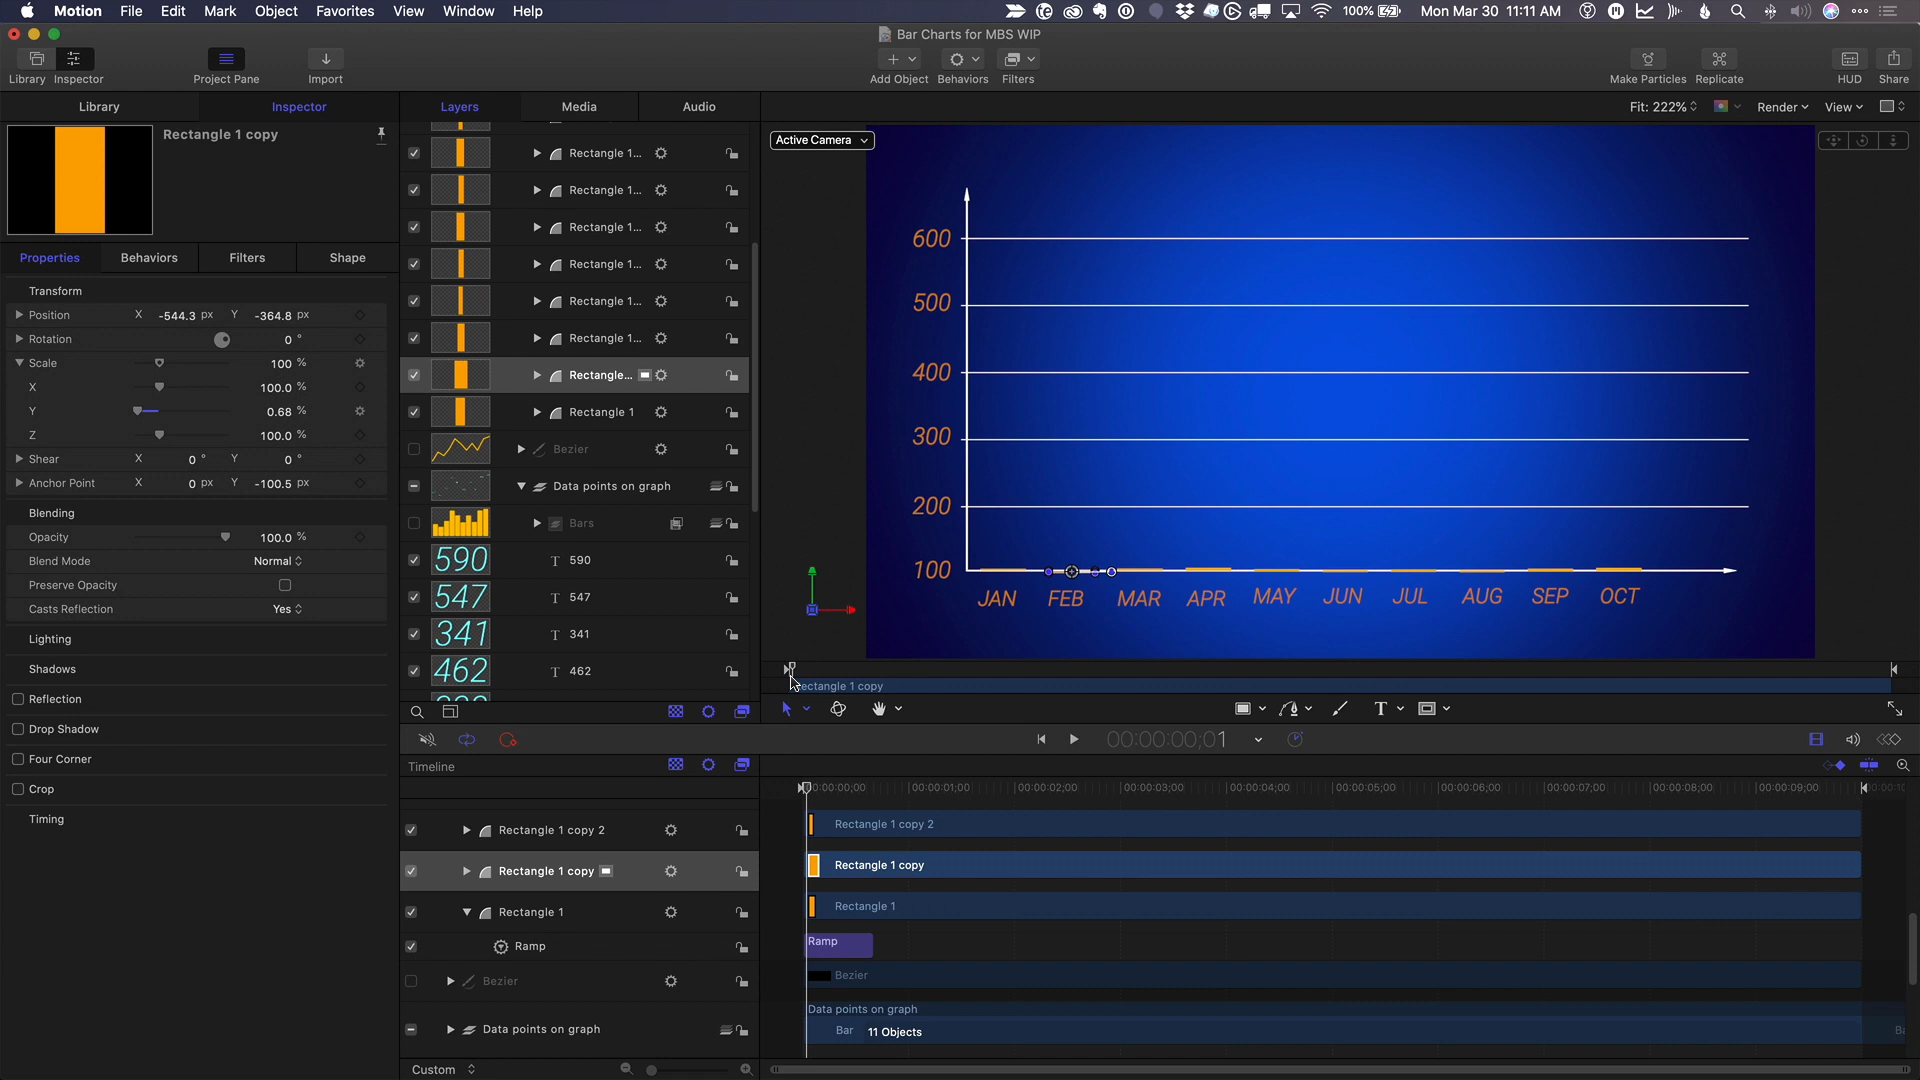 Motion File Edit Mark Object Favorites View Window Help
100% Mon Mar 30 11:11 AM
Bar Charts for MBS WIP
Library Inspector Project Pane Import Add Object Behaviors Filters Make Particles Replicate HUD Share
Library Inspector Layers Media Audio
Fit: 222% Render View
Rectangle 1 copy
Active Camera
Properties Behaviors Filters Shape
Transform
Position X -544.3 px Y -364.8 px
Rotation 0 °
Scale 100 %
X 100.0 %
Y 0.68 %
Z 100.0 %
Shear X 0 ° Y 0 °
Anchor Point X 0 px Y -100.5 px
Blending
Opacity 100.0 %
Blend Mode Normal
Preserve Opacity
Casts Reflection Yes
Lighting
Shadows
Reflection
Drop Shadow
Four Corner
Crop
Timing
Rectangle 1...
Rectangle 1...
Rectangle 1...
Rectangle 1...
Rectangle 1...
Rectangle 1...
Rectangle...
Rectangle 1
Bezier
Data points on graph
Bars
590 T 590
547 T 547
341 T 341
462 T 462
600
500
400
300
200
100
JAN FEB MAR APR MAY JUN JUL AUG SEP OCT
ectangle 1 copy
T
00:00:00;01
Timeline
00:00:00;00 00:00:01;00 00:00:02;00 00:00:03;00 00:00:04;00 00:00:05;00 00:00:06;00 00:00:07;00 00:00:08;00 00:00:09;00
Rectangle 1 copy 2 Rectangle 1 copy 2
Rectangle 1 copy Rectangle 1 copy
Rectangle 1 Rectangle 1
Ramp Ramp
Bezier Bezier
Data points on graph
Data points on graph
Bar 11 Objects
Custom